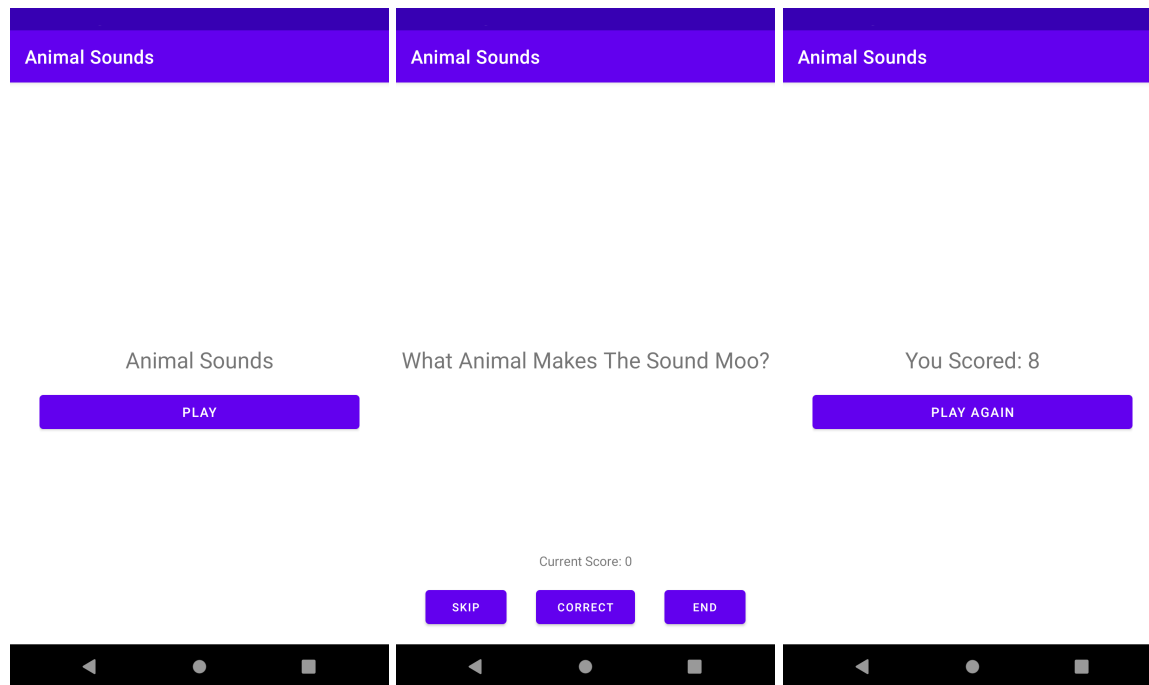 Animal Sounds
Animal Sounds
PLAY
Animal Sounds
What Animal Makes The Sound Moo?
Current Score: 0
SKIP
CORRECT
END
Animal Sounds
You Scored: 8
PLAY AGAIN